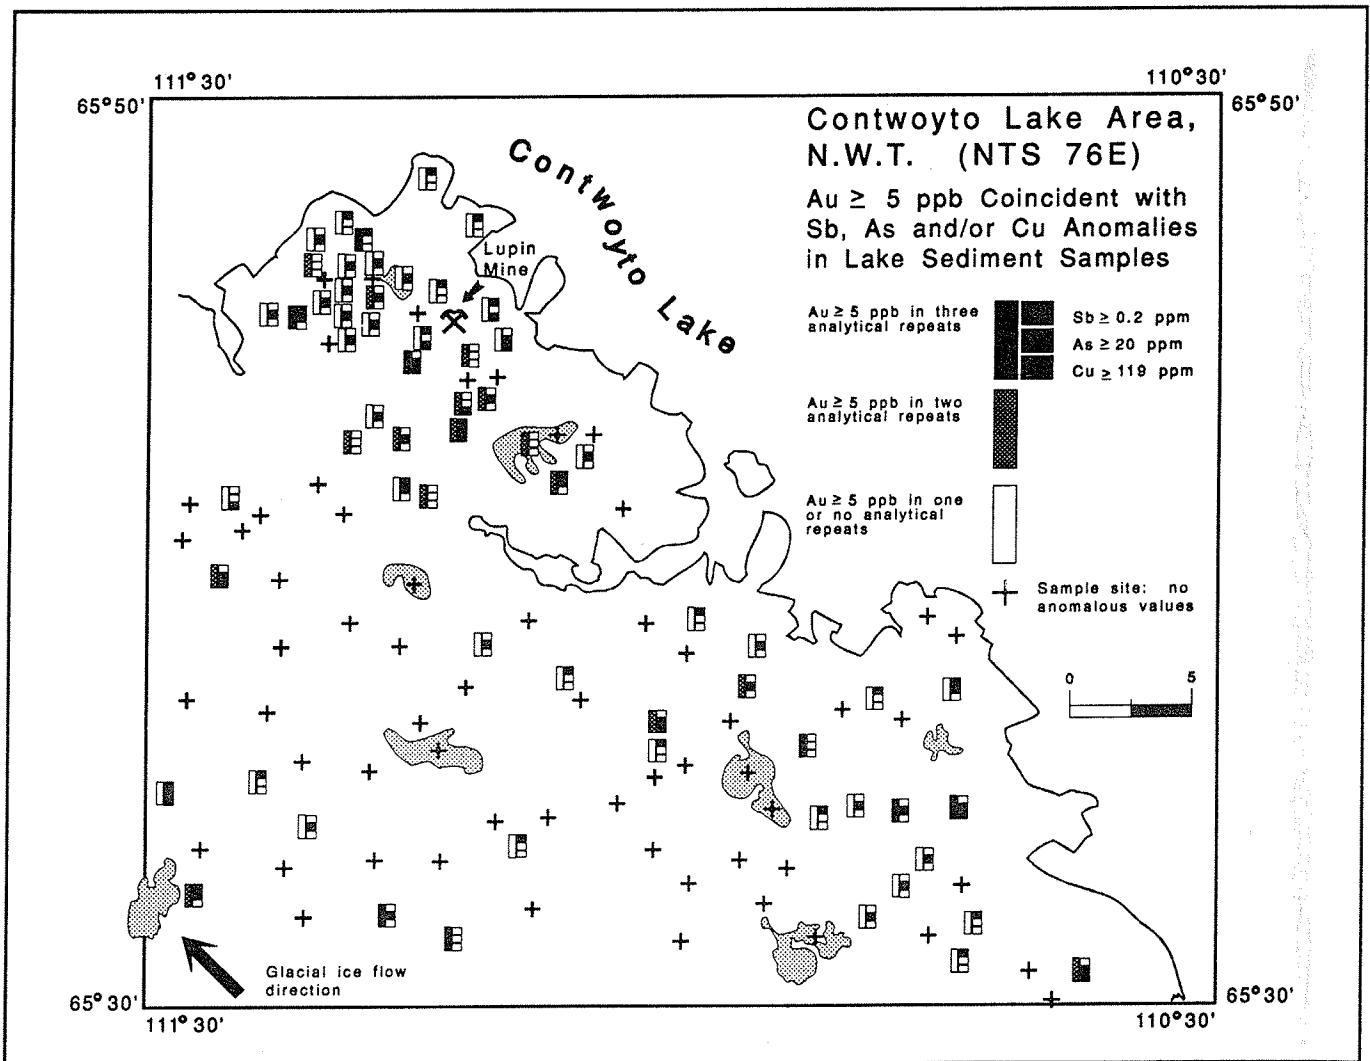 111°30'
110°30'
65°50'
65°50'
Contwoyto Lake Area,
N.W.T. (NTS 76E)
Au ≥ 5 ppb Coincident with
Sb, As and/or Cu Anomalies
in Lake Sediment Samples
Contwoyto Lake
Lupin
Mine
Au ≥ 5 ppb in three
analytical repeats
Sb ≥ 0.2 ppm
As ≥ 20 ppm
Cu ≥ 119 ppm
Au ≥ 5 ppb in two
analytical repeats
Au ≥ 5 ppb in one
or no analytical
repeats
Sample site: no
anomalous values
0 5
Glacial ice flow
direction
65°30'
65°30'
111°30'
110°30'